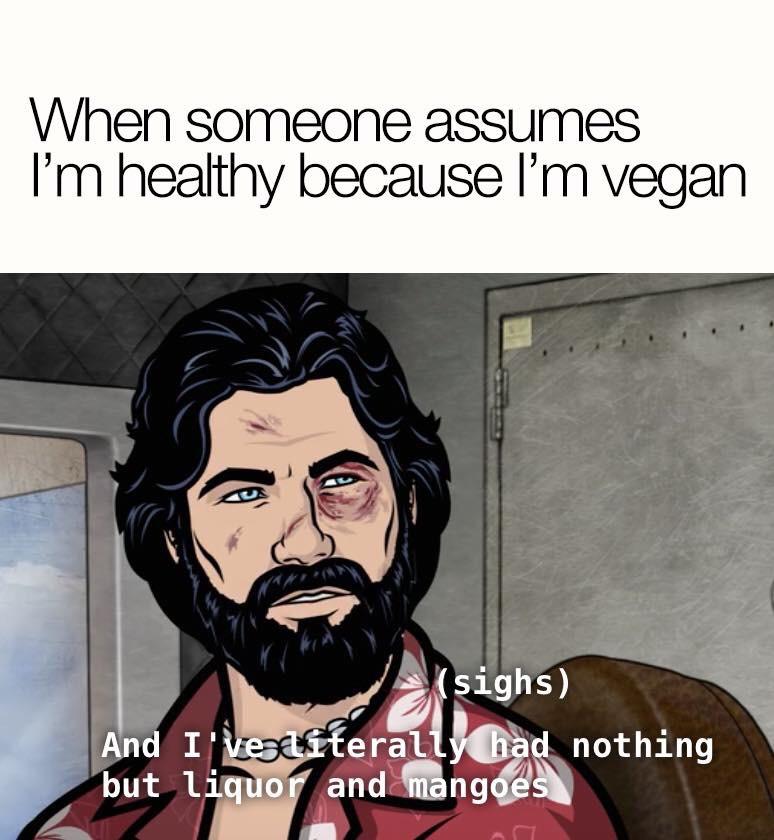 When someone assumes
I’m healthy because I’m vegan
(sighs)
And I've literally had nothing
but liquor and mangoes